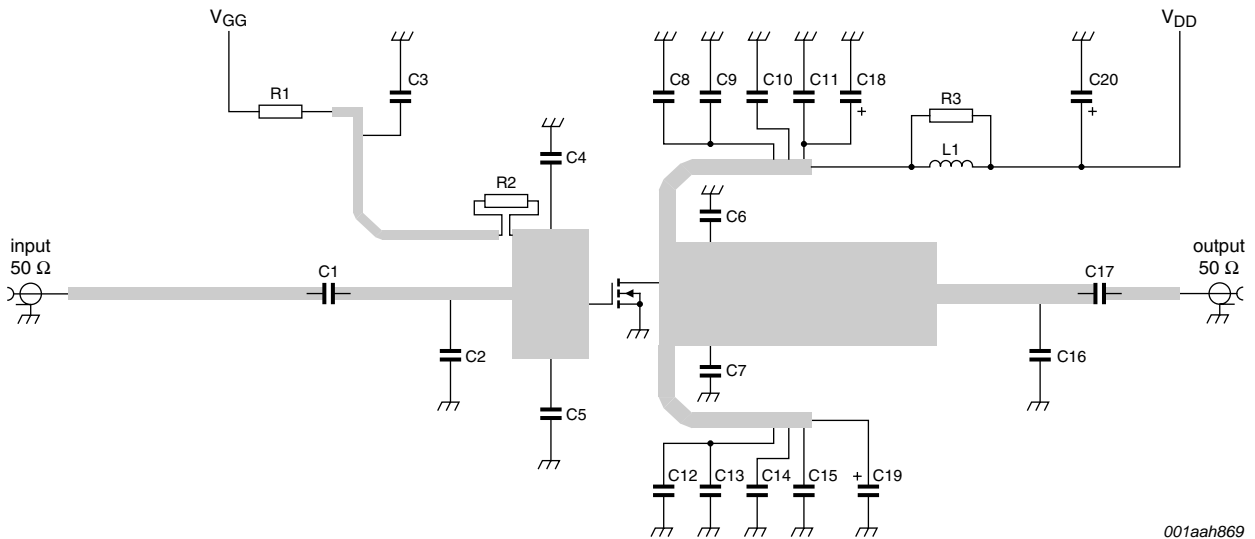 VGG
VDD
C3
C8
C9
C10
C11
C18
+
C20
+
R1
R3
L1
C4
R2
C6
input
50 Ω
C1
C17
output
50 Ω
C2
C7
C16
C5
C12
C13
C14
C15
+
C19
001aah869